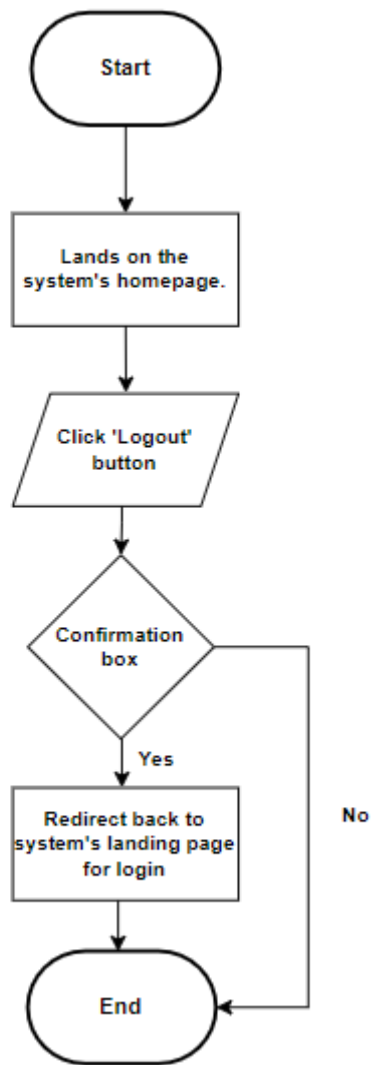 Start
Lands on the
system's homepage.
Click 'Logout'
button
Confirmation
box
Yes
No
Redirect back to
system's landing page
for login
End